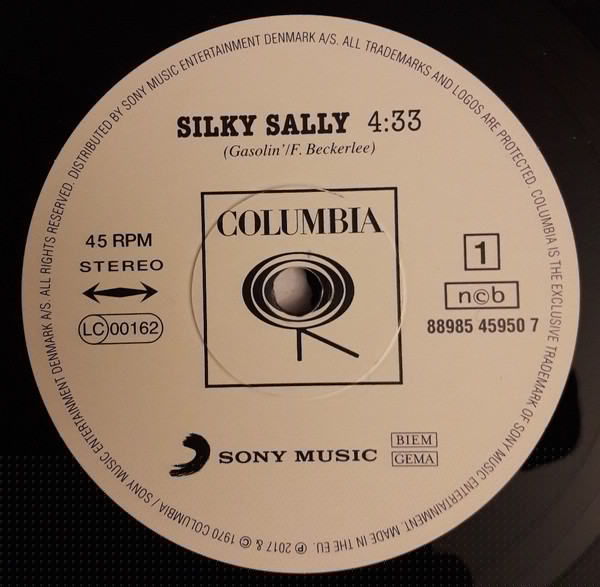 SILKY SALLY 4:33
(Gasolin'/F. Beckerlee)
COLUMBIA
45 RPM
STEREO
LC 00162
1
n©b
88985 45950 7
SONY MUSIC
BIEM
GEMA
℗ 2017 & © 1970 COLUMBIA / SONY MUSIC ENTERTAINMENT DENMARK A/S. ALL RIGHTS RESERVED. DISTRIBUTED BY SONY MUSIC ENTERTAINMENT DENMARK A/S. ALL TRADEMARKS AND LOGOS ARE PROTECTED. COLUMBIA IS THE EXCLUSIVE TRADEMARK OF SONY MUSIC ENTERTAINMENT. MADE IN THE EU.